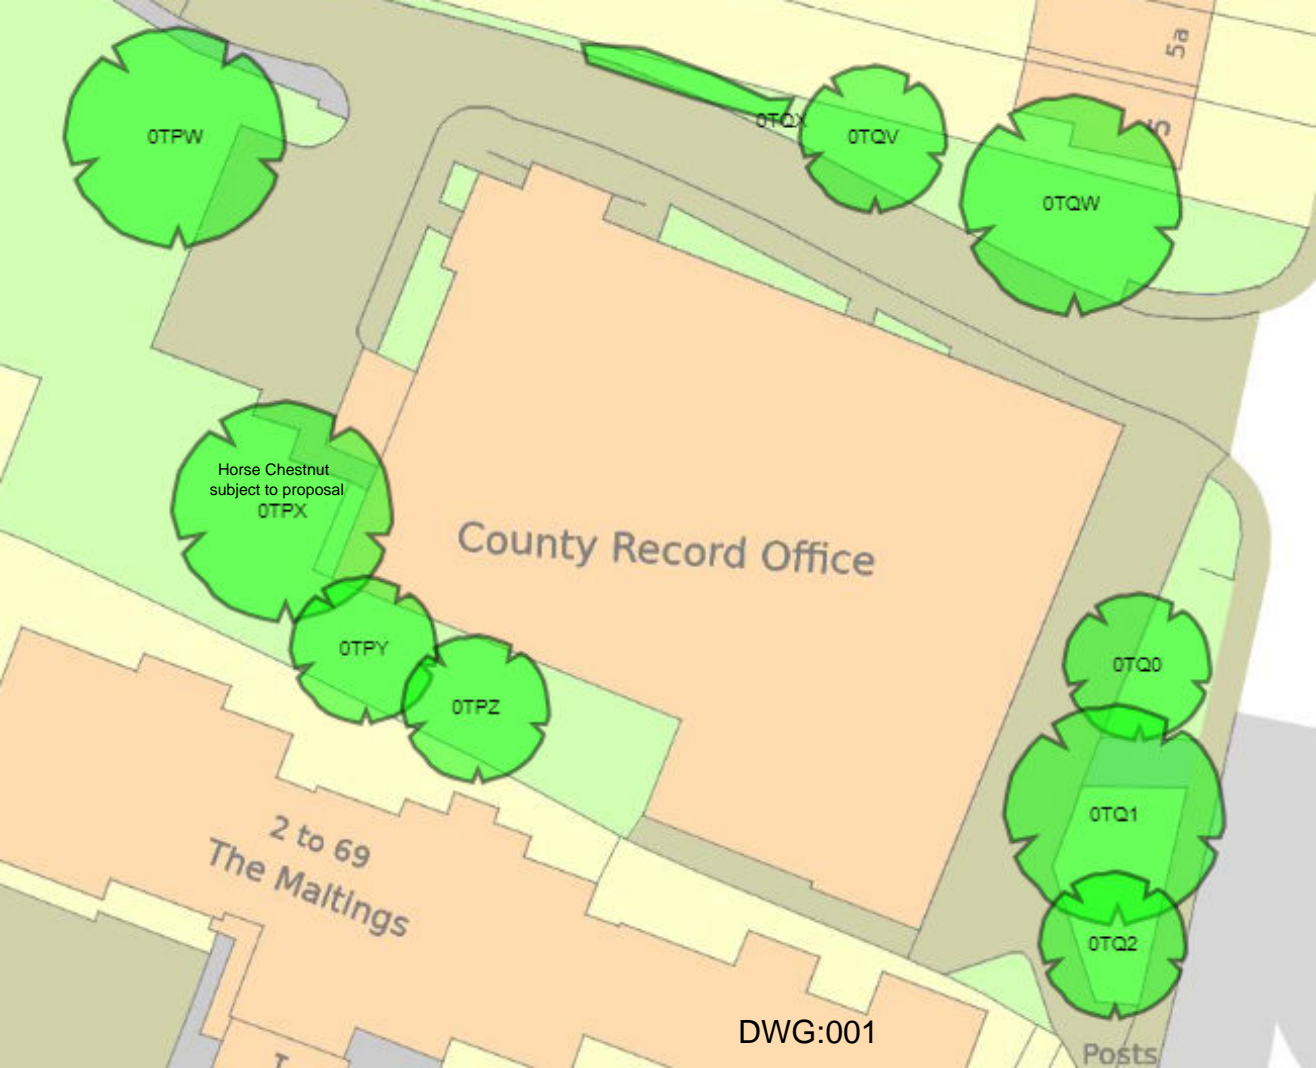 5a
0TPW
0TQX
0TQV
5
0TQW
Horse Chestnut
subject to proposal
0TPX
County Record Office
0TPY
0TQ0
0TPZ
0TQ1
2 to 69
The Maltings
0TQ2
DWG:001
Posts